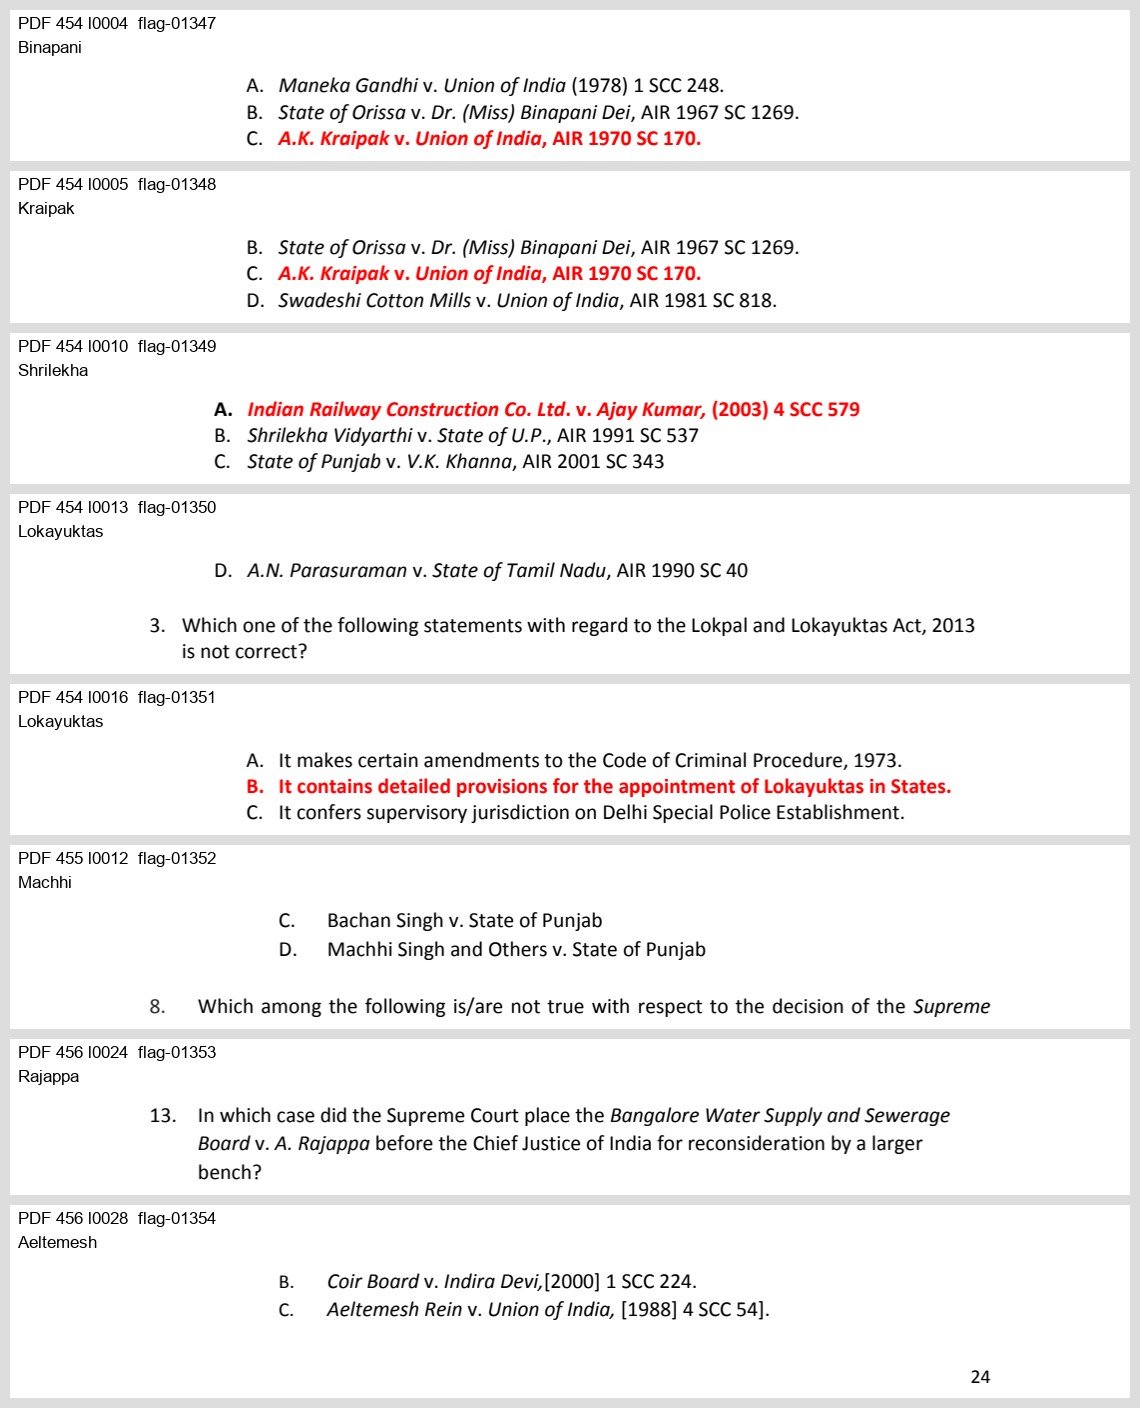 PDF 454 l0004 flag-01347
Binapani
A. Maneka Gandhi v. Union of India (1978) 1 SCC 248.
B. State of Orissa v. Dr. (Miss) Binapani Dei, AIR 1967 SC 1269.
C. A.K. Kraipak v. Union of India, AIR 1970 SC 170.
PDF 454 l0005 flag-01348
Kraipak
B. State of Orissa v. Dr. (Miss) Binapani Dei, AIR 1967 SC 1269.
C. A.K. Kraipak v. Union of India, AIR 1970 SC 170.
D. Swadeshi Cotton Mills v. Union of India, AIR 1981 SC 818.
PDF 454 l0010 flag-01349
Shrilekha
A. Indian Railway Construction Co. Ltd. v. Ajay Kumar, (2003) 4 SCC 579
B. Shrilekha Vidyarthi v. State of U.P., AIR 1991 SC 537
C. State of Punjab v. V.K. Khanna, AIR 2001 SC 343
PDF 454 l0013 flag-01350
Lokayuktas
D. A.N. Parasuraman v. State of Tamil Nadu, AIR 1990 SC 40
3. Which one of the following statements with regard to the Lokpal and Lokayuktas Act, 2013
is not correct?
PDF 454 l0016 flag-01351
Lokayuktas
A. It makes certain amendments to the Code of Criminal Procedure, 1973.
B. It contains detailed provisions for the appointment of Lokayuktas in States.
C. It confers supervisory jurisdiction on Delhi Special Police Establishment.
PDF 455 l0012 flag-01352
Machhi
C. Bachan Singh v. State of Punjab
D. Machhi Singh and Others v. State of Punjab
8. Which among the following is/are not true with respect to the decision of the Supreme
PDF 456 l0024 flag-01353
Rajappa
13. In which case did the Supreme Court place the Bangalore Water Supply and Sewerage
Board v. A. Rajappa before the Chief Justice of India for reconsideration by a larger
bench?
PDF 456 l0028 flag-01354
Aeltemesh
B. Coir Board v. Indira Devi,[2000] 1 SCC 224.
C. Aeltemesh Rein v. Union of India, [1988] 4 SCC 54].
24